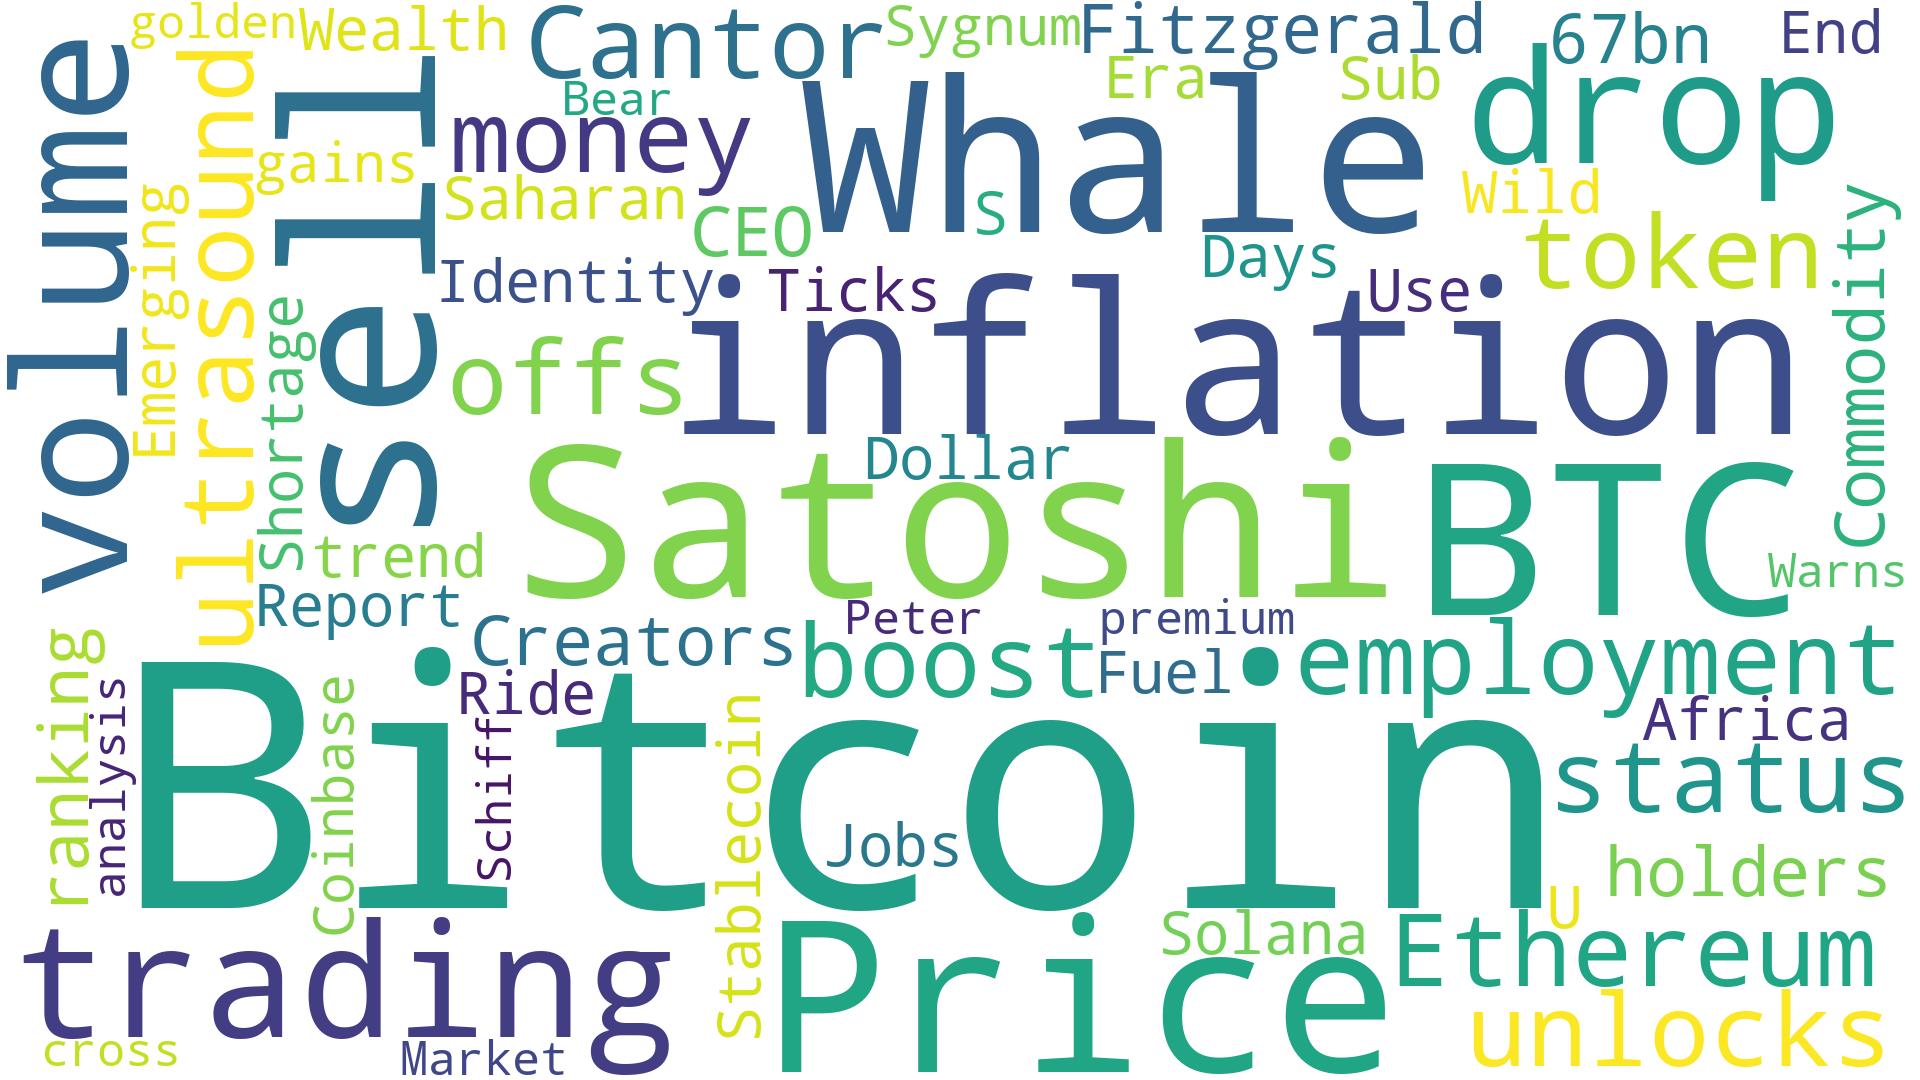 golden
Wealth
Cantor
Sygnum
Fitzgerald
67bn
End
volume
ultrasound
sell
Bear
Era
Sub
drop
money
Whale
gains
Saharan
CEO
S
Wild
Emerging
token
Commodity
Days
Identity
Ticks
Use
Shortage
offs
inflation
Dollar
Satoshi
BTC
trend
Warns
Report
Peter
premium
Creators
boost
Fuel
employment
ranking
analysis
Bitcoin
Ride
Coinbase
Schiff
Stablecoin
Africa
status
Jobs
holders
U
trading
Price
Solana
Ethereum
unlocks
cross
Market